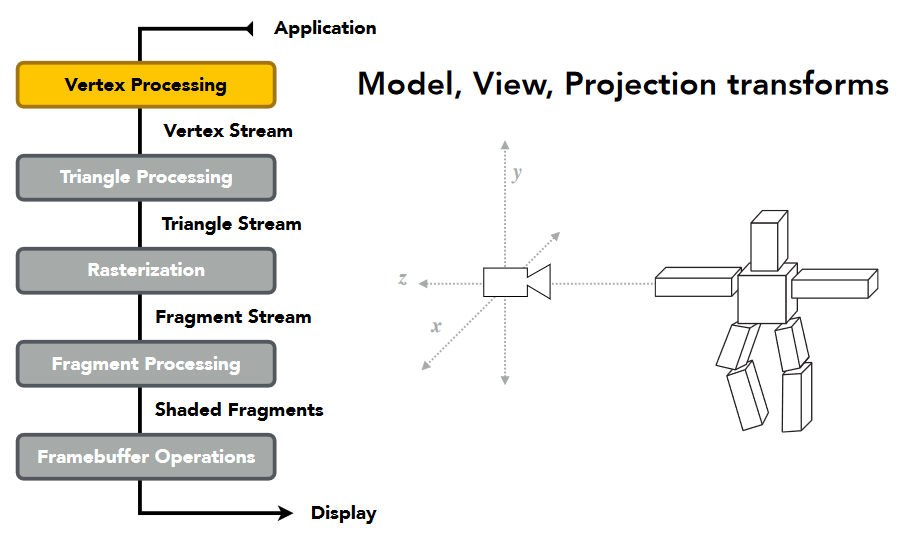 Application
Vertex Processing
Model, View, Projection transforms
Vertex Stream
Triangle Processing
Triangle Stream
Rasterization
Fragment Stream
Fragment Processing
Shaded Fragments
Framebuffer Operations
Display
y
z
x